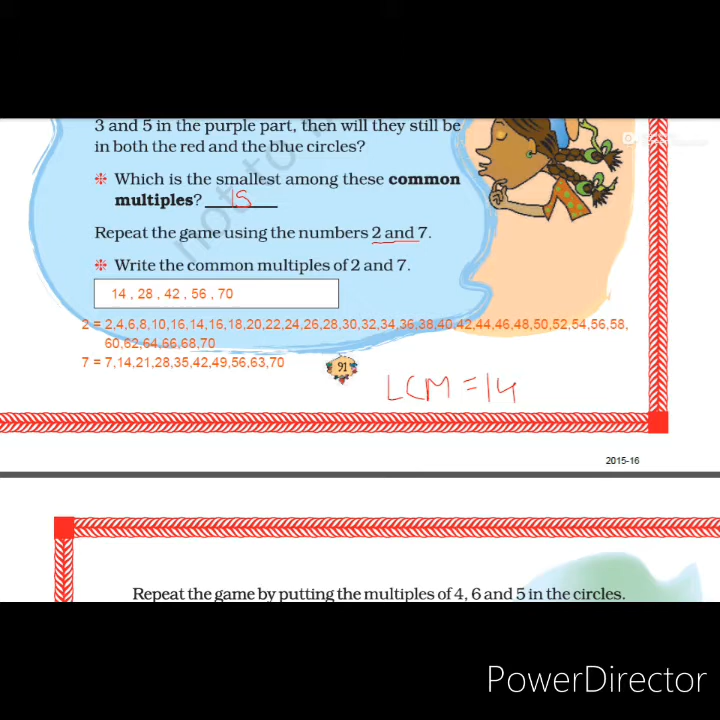 3 and 5 in the purple part, then will they still be
in both the red and the blue circles?
❉ Which is the smallest among these common
multiples? 15
Repeat the game using the numbers 2 and 7.
❉ Write the common multiples of 2 and 7.
14 , 28 , 42 , 56 , 70
2 = 2,4,6,8,10,16,14,16,18,20,22,24,26,28,30,32,34,36,38,40,42,44,46,48,50,52,54,56,58,
60,62,64,66,68,70
7 = 7,14,21,28,35,42,49,56,63,70
91
LCM = 14
2015-16
Repeat the game by putting the multiples of 4, 6 and 5 in the circles.
PowerDirector